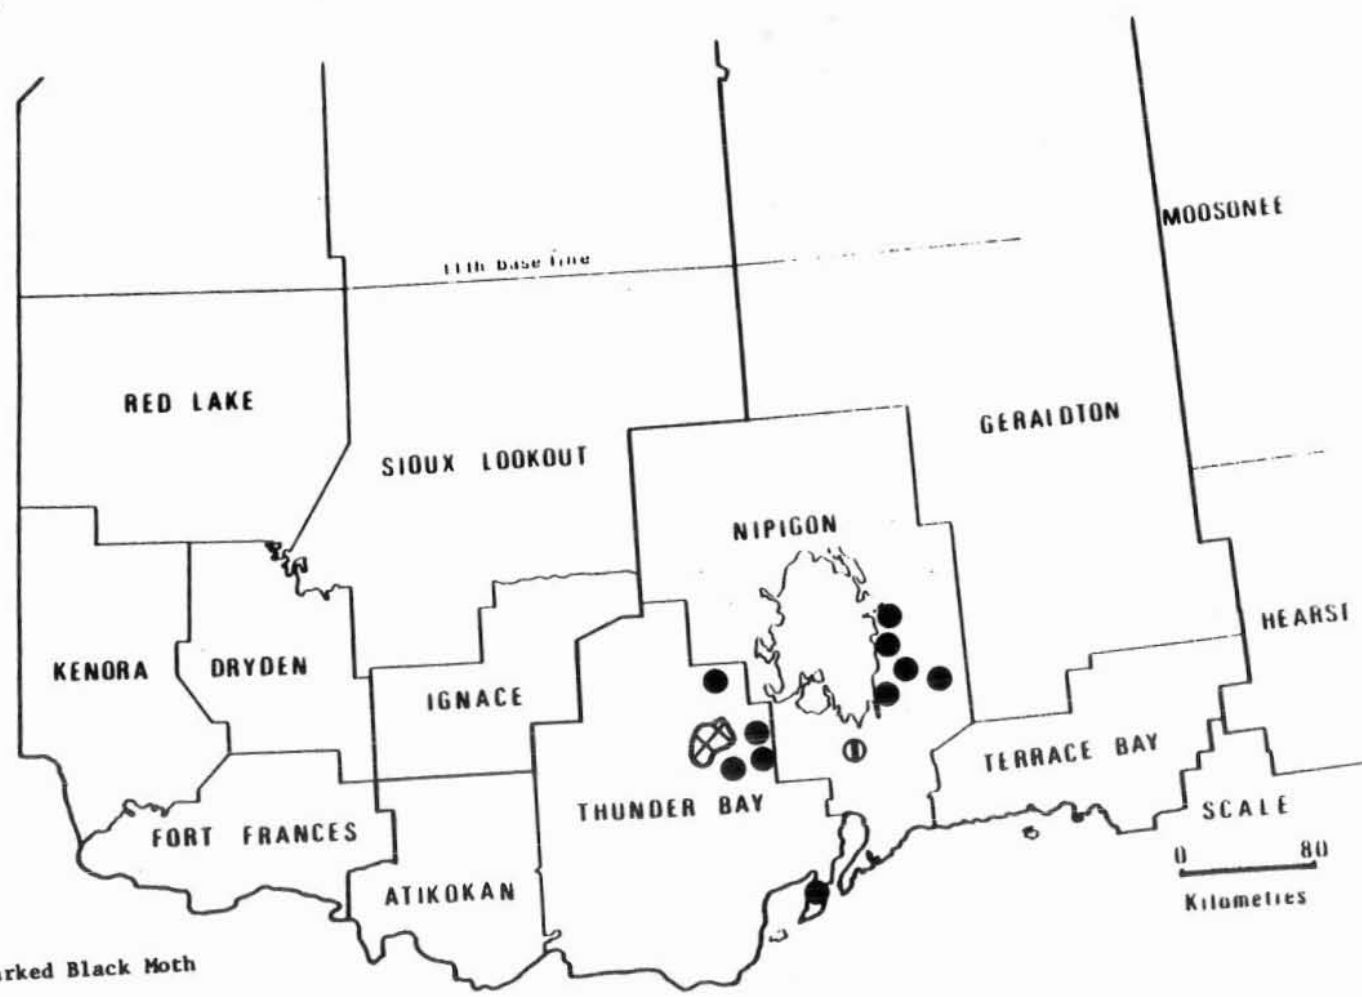 MOOSONEE
11th base line
RED LAKE
GERALDTON
SIOUX LOOKOUT
NIPIGON
HEARST
KENORA
DRYDEN
IGNACE
TERRACE BAY
THUNDER BAY
SCALE
FORT FRANCES
0 80
ATIKOKAN
Kilometres
arked Black Moth